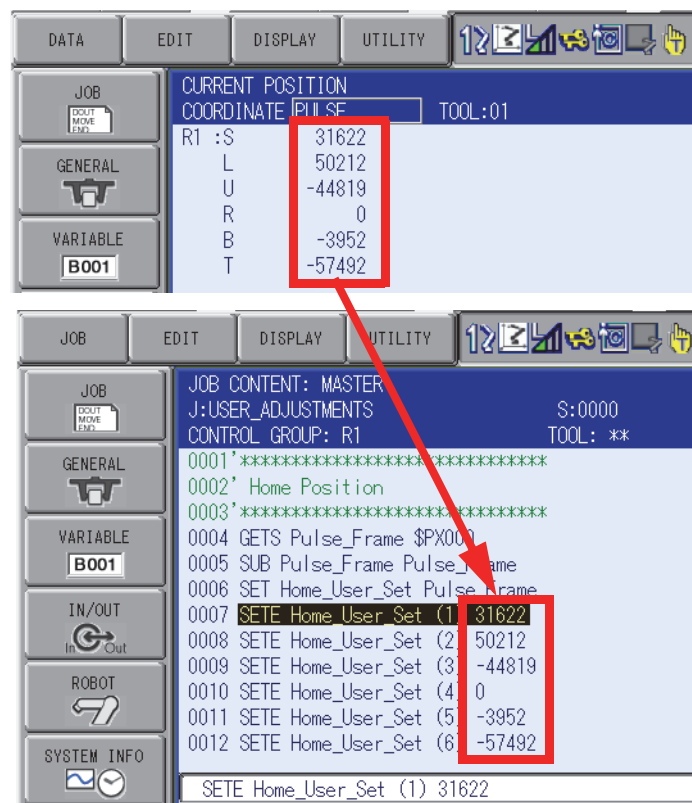 DATA EDIT DISPLAY UTILITY
JOB
DOUT
MOVE
END
GENERAL
VARIABLE
B001
CURRENT POSITION
COORDINATE PULSE TOOL:01
R1 :S 31622
L 50212
U -44819
R 0
B -3952
T -57492
JOB EDIT DISPLAY UTILITY
JOB
DOUT
MOVE
END
GENERAL
VARIABLE
B001
IN/OUT
In Out
ROBOT
SYSTEM INFO
JOB CONTENT: MASTER
J:USER_ADJUSTMENTS S:0000
CONTROL GROUP: R1 TOOL: **
0001 '******************************
0002' Home Position
0003 '******************************
0004 GETS Pulse_Frame $PX000
0005 SUB Pulse_Frame Pulse_Frame
0006 SET Home_User_Set Pulse_Frame
0007 SETE Home_User_Set (1) 31622
0008 SETE Home_User_Set (2) 50212
0009 SETE Home_User_Set (3) -44819
0010 SETE Home_User_Set (4) 0
0011 SETE Home_User_Set (5) -3952
0012 SETE Home_User_Set (6) -57492
SETE Home_User_Set (1) 31622